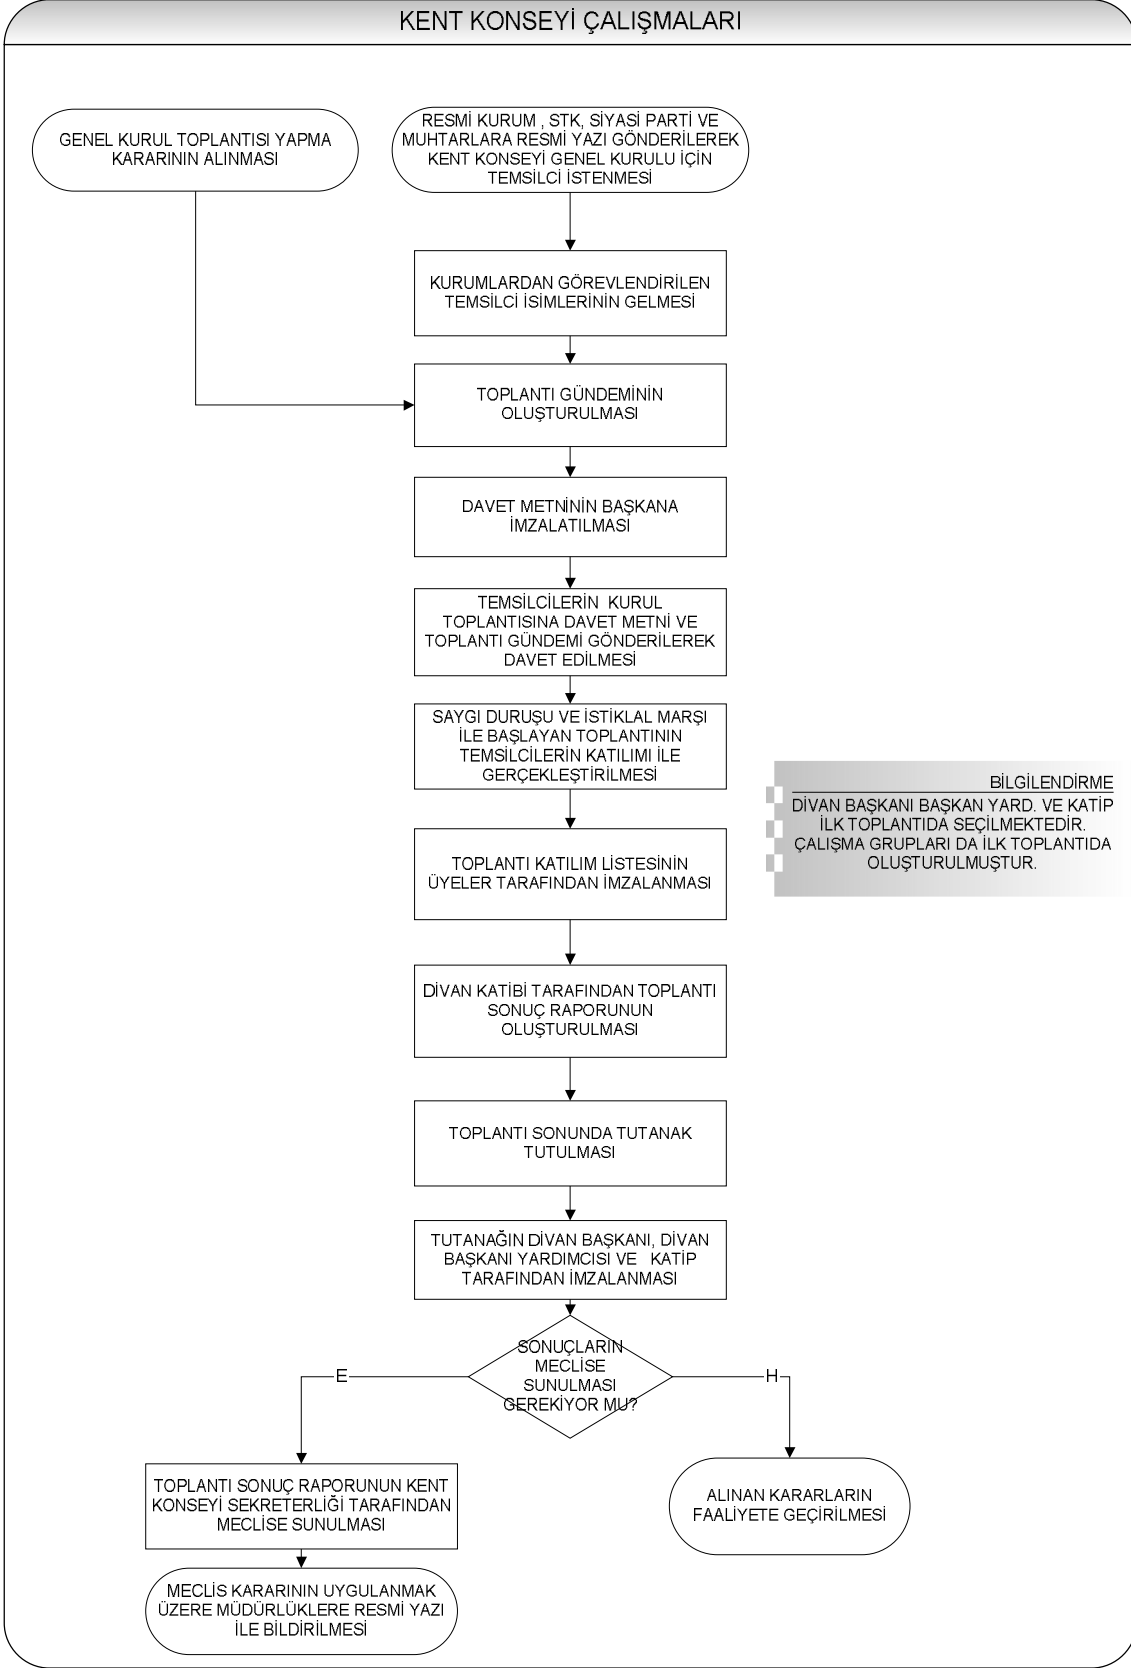 KENT KONSEYİ ÇALIŞMALARI
GENEL KURUL TOPLANTISI YAPMA
KARARININ ALINMASI
RESMİ KURUM , STK, SİYASİ PARTİ VE
MUHTARLARA RESMİ YAZI GÖNDERİLEREK
KENT KONSEYİ GENEL KURULU İÇİN
TEMSİLCİ İSTENMESİ
KURUMLARDAN GÖREVLENDİRİLEN
TEMSİLCİ İSİMLERİNİN GELMESİ
TOPLANTI GÜNDEMİNİN
OLUŞTURULMASI
DAVET METNİNİN BAŞKANA
İMZALATILMASI
TEMSİLCİLERİN KURUL
TOPLANTISINA DAVET METNİ VE
TOPLANTI GÜNDEMİ GÖNDERİLEREK
DAVET EDİLMESİ
SAYGI DURUŞU VE İSTİKLAL MARŞI
İLE BAŞLAYAN TOPLANTININ
TEMSİLCİLERİN KATILIMI İLE
GERÇEKLEŞTİRİLMESİ
BİLGİLENDİRME
DİVAN BAŞKANI BAŞKAN YARD. VE KATİP
İLK TOPLANTIDA SEÇİLMEKTEDİR.
ÇALIŞMA GRUPLARI DA İLK TOPLANTIDA
OLUŞTURULMUŞTUR.
TOPLANTI KATILIM LİSTESİNİN
ÜYELER TARAFINDAN İMZALANMASI
DİVAN KATİBİ TARAFINDAN TOPLANTI
SONUÇ RAPORUNUN
OLUŞTURULMASI
TOPLANTI SONUNDA TUTANAK
TUTULMASI
TUTANAĞIN DİVAN BAŞKANI, DİVAN
BAŞKANI YARDIMCISI VE KATİP
TARAFINDAN İMZALANMASI
SONUÇLARIN
MECLİSE
SUNULMASI
GEREKİYOR MU?
E
H
TOPLANTI SONUÇ RAPORUNUN KENT
KONSEYİ SEKRETERLİĞİ TARAFINDAN
MECLİSE SUNULMASI
ALINAN KARARLARIN
FAALİYETE GEÇİRİLMESİ
MECLİS KARARININ UYGULANMAK
ÜZERE MÜDÜRLÜKLERE RESMİ YAZI
İLE BİLDİRİLMESİ